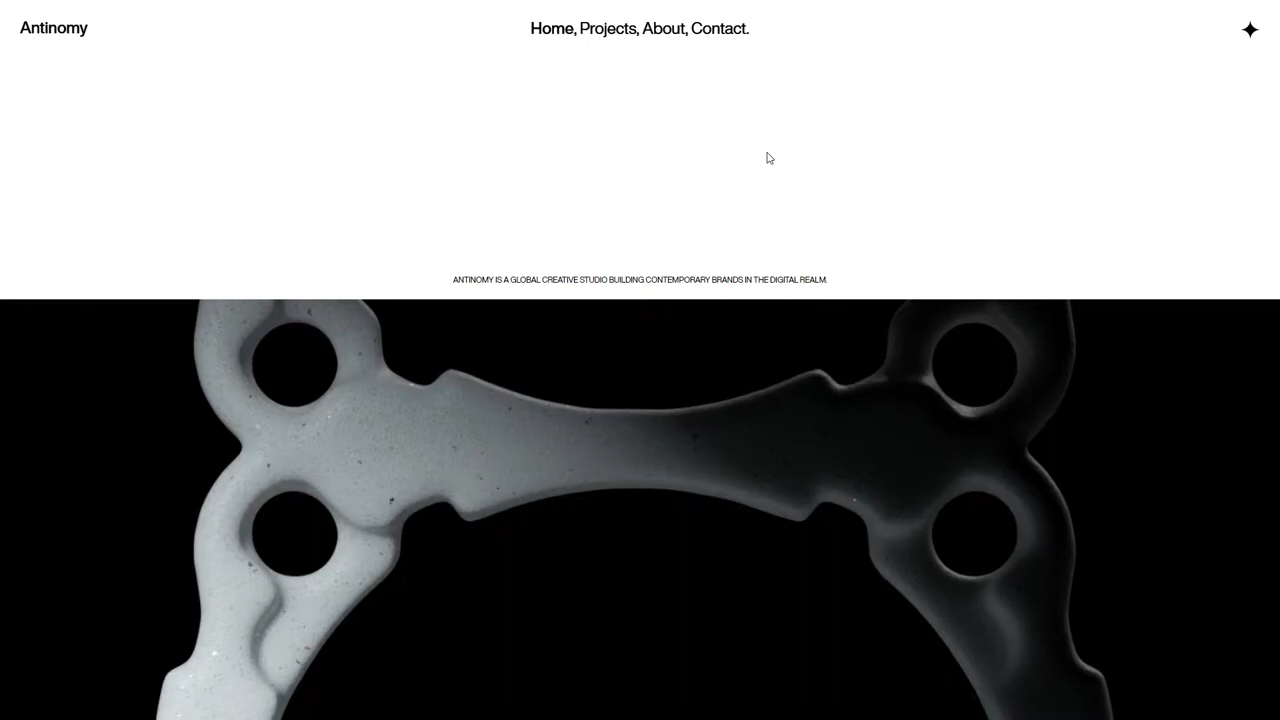 Antinomy
Home, Projects, About, Contact.
ANTINOMY IS A GLOBAL CREATIVE STUDIO BUILDING CONTEMPORARY BRANDS IN THE DIGITAL REALM.